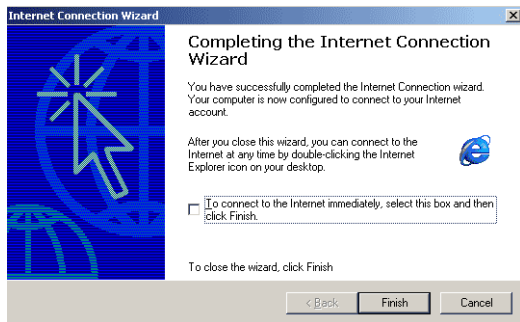 Internet Connection Wizard
Completing the Internet Connection
Wizard
You have successfully completed the Internet Connection wizard.
Your computer is now configured to connect to your Internet
account.
After you close this wizard, you can connect to the
Internet at any time by double-clicking the Internet
Explorer icon on your desktop.
To connect to the Internet immediately, select this box and then
click Finish.
To close the wizard, click Finish
< Back
Finish
Cancel